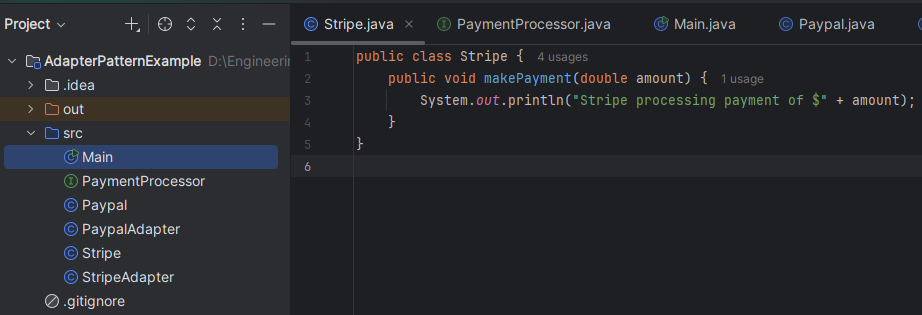 Project
AdapterPatternExample D:\Engineerin
.idea
out
src
Main
PaymentProcessor
Paypal
PaypalAdapter
Stripe
StripeAdapter
.gitignore
Stripe.java PaymentProcessor.java Main.java Paypal.java
1 public class Stripe { 4 usages
2 public void makePayment(double amount) { 1 usage
3 System.out.println("Stripe processing payment of $" + amount);
4 }
5 }
6